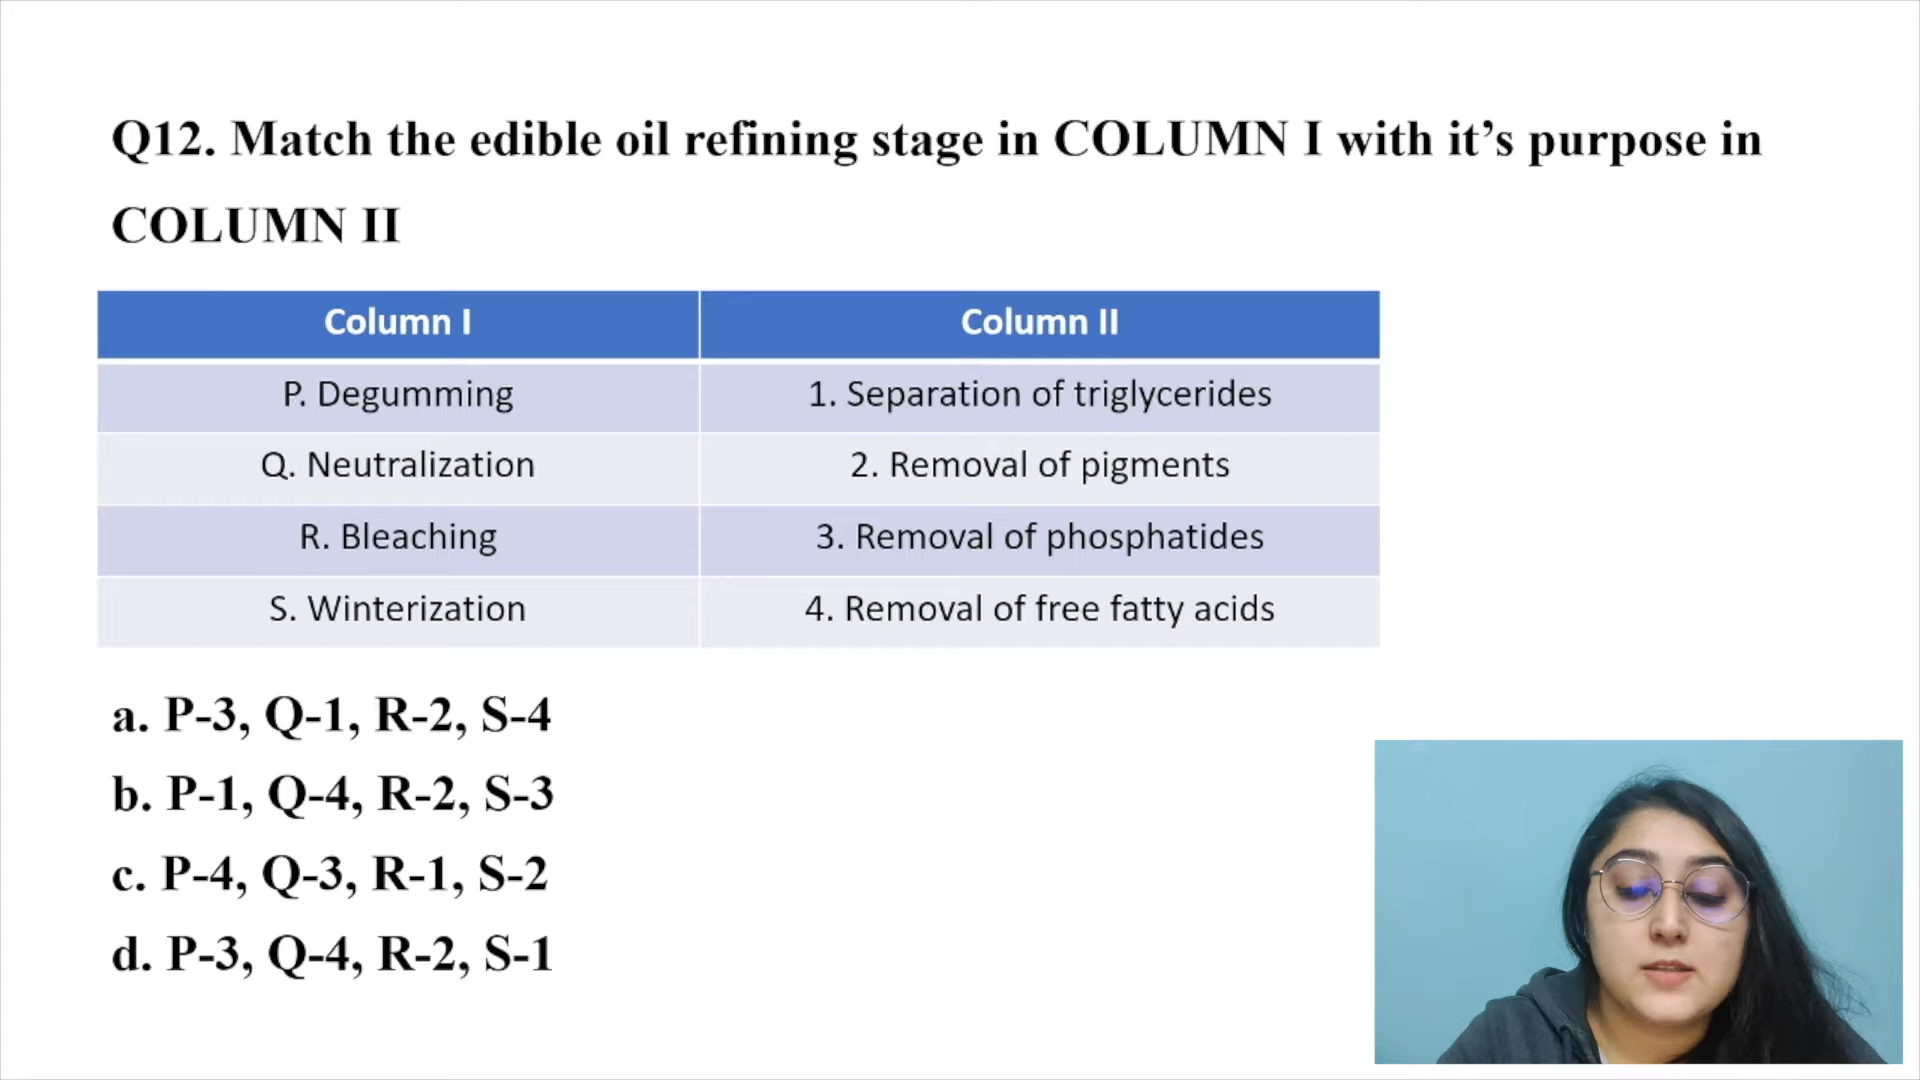 Q12. Match the edible oil refining stage in COLUMN I with it’s purpose in
COLUMN II
Column I
Column II
P. Degumming
1. Separation of triglycerides
Q. Neutralization
2. Removal of pigments
R. Bleaching
3. Removal of phosphatides
S. Winterization
4. Removal of free fatty acids
a. P-3, Q-1, R-2, S-4
b. P-1, Q-4, R-2, S-3
c. P-4, Q-3, R-1, S-2
d. P-3, Q-4, R-2, S-1